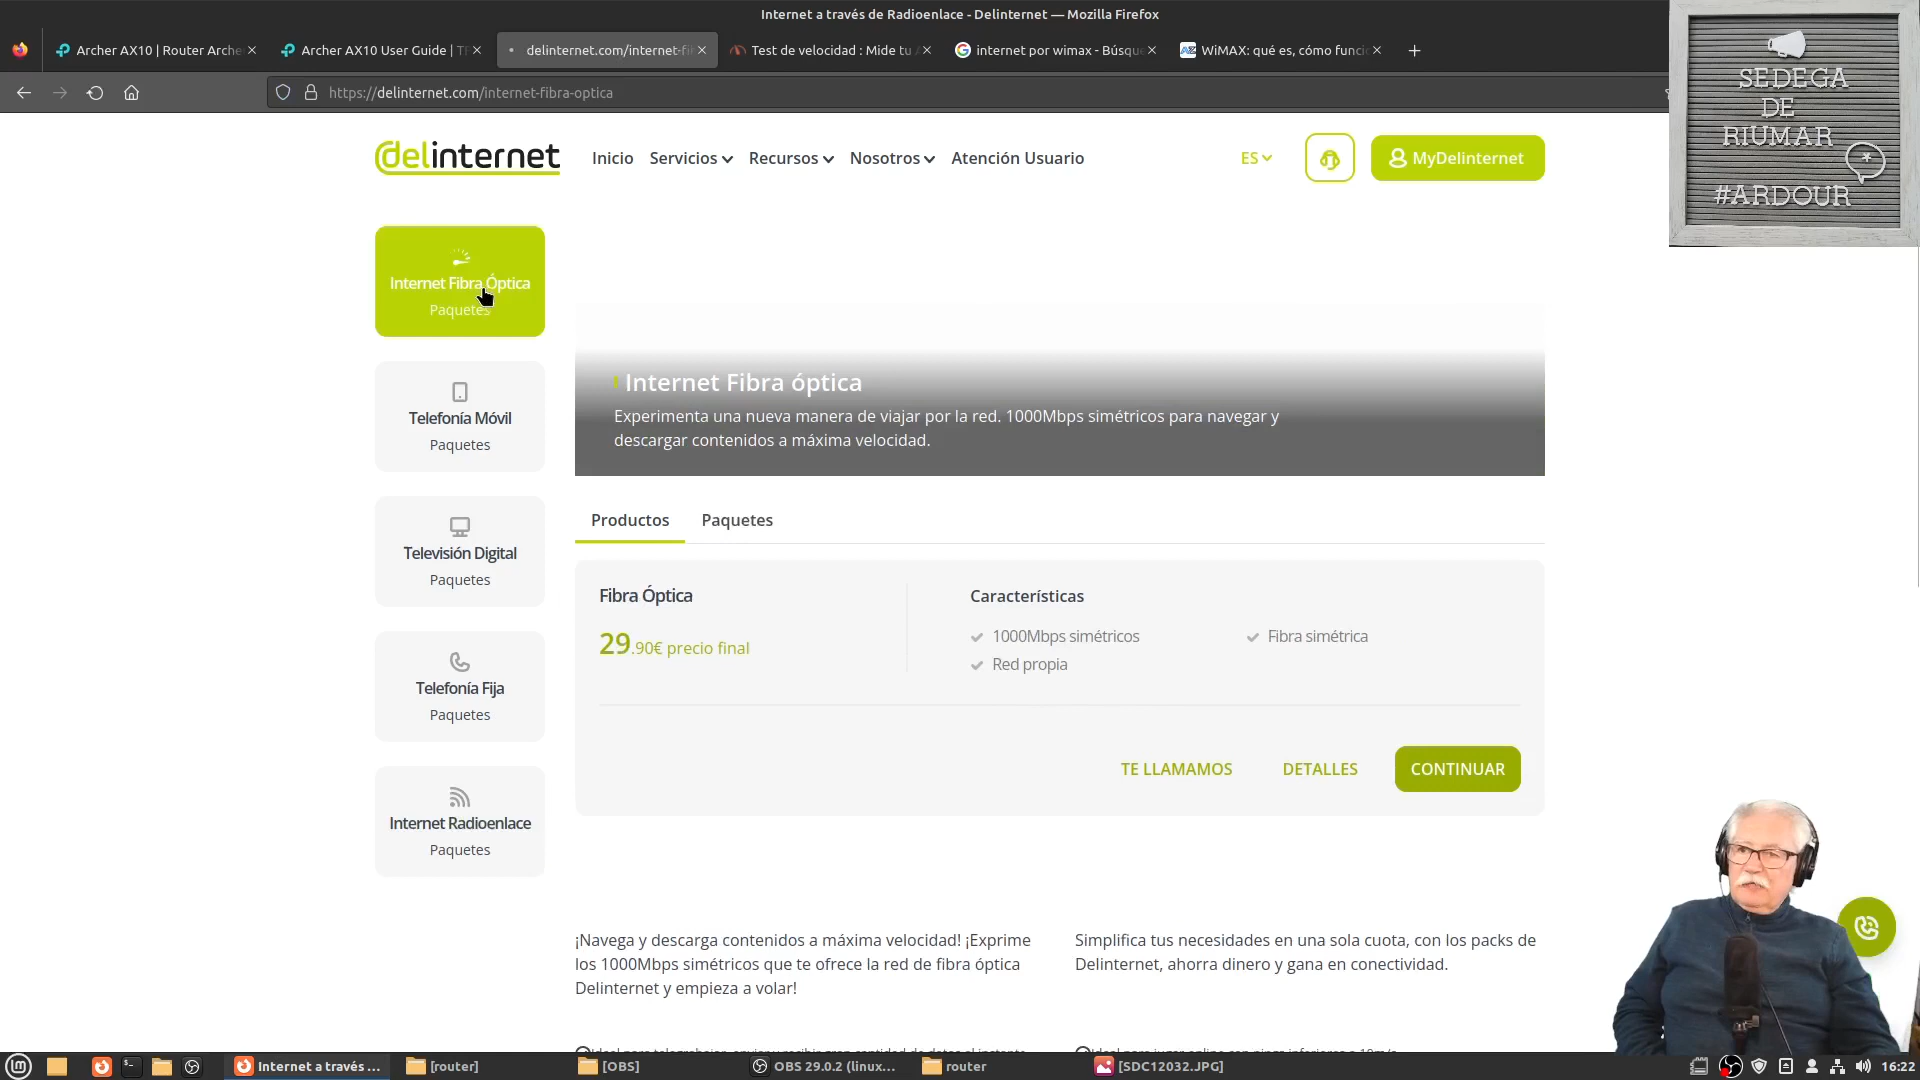 Internet a través de Radioenlace - Delinternet — Mozilla Firefox
Archer AX10 | Router Arche
Archer AX10 User Guide | T
delinternet.com/internet-fi
Test de velocidad : Mide tu
internet por wimax - Búsque
WiMAX: qué es, cómo funci
https://delinternet.com/internet-fibra-optica
SEDEGA
DE
RIUMAR
*
#ARDOUR
delinternet
Inicio
Servicios
Recursos
Nosotros
Atención Usuario
ES
MyDelinternet
Internet Fibra Óptica
Paquetes
Telefonía Móvil
Paquetes
Televisión Digital
Paquetes
Telefonía Fija
Paquetes
Internet Radioenlace
Paquetes
Internet Fibra óptica
Experimenta una nueva manera de viajar por la red. 1000Mbps simétricos para navegar y
descargar contenidos a máxima velocidad.
Productos
Paquetes
Fibra Óptica
29.90€ precio final
Características
1000Mbps simétricos
Fibra simétrica
Red propia
TE LLAMAMOS
DETALLES
CONTINUAR
¡Navega y descarga contenidos a máxima velocidad! ¡Exprime
los 1000Mbps simétricos que te ofrece la red de fibra óptica
Delinternet y empieza a volar!
Simplifica tus necesidades en una sola cuota, con los packs de
Delinternet, ahorra dinero y gana en conectividad.
Internet a través ...
[router]
[OBS]
OBS 29.0.2 (linux...
router
[SDC12032.JPG]
16:22